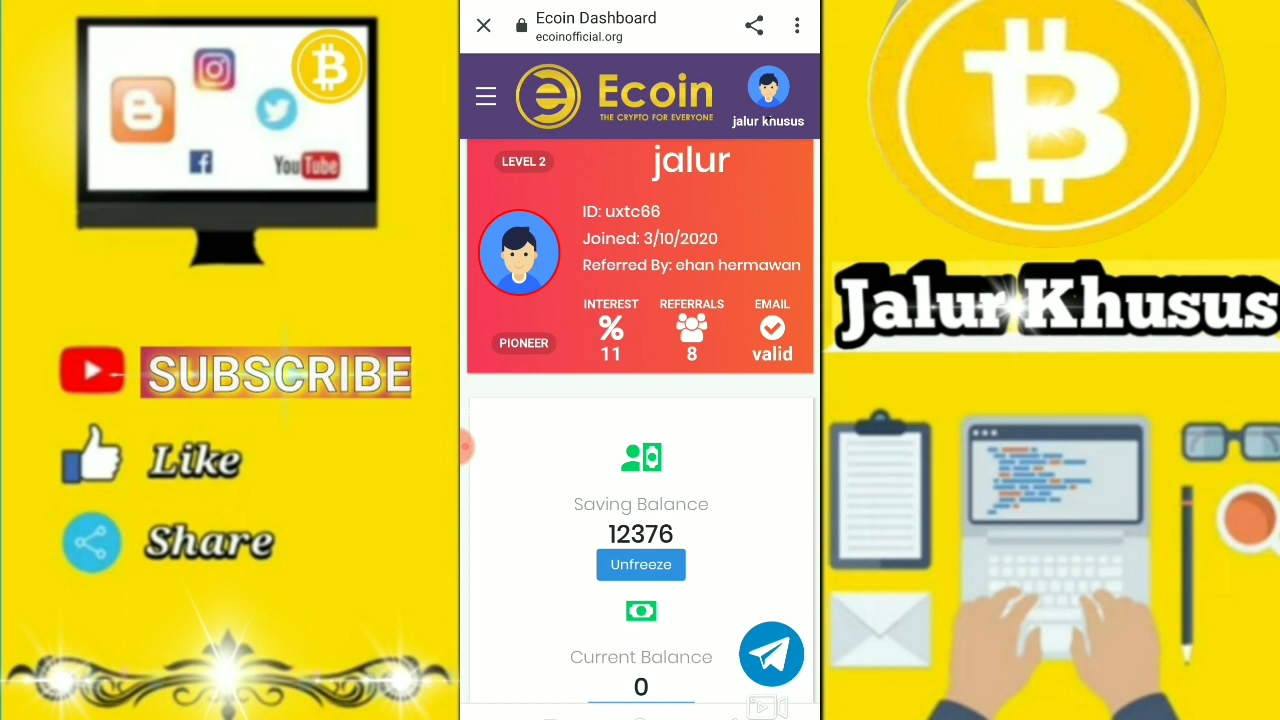 You Tube
SUBSCRIBE
Like
Share
Ecoin Dashboard
ecoinofficial.org
Ecoin
THE CRYPTO FOR EVERYONE
jalur khusus
LEVEL 2
jalur
ID: uxtc66
Joined: 3/10/2020
Referred By: ehan hermawan
INTEREST
REFERRALS
EMAIL
11
8
valid
PIONEER
Saving Balance
12376
Unfreeze
Current Balance
0
Jalur Khusus